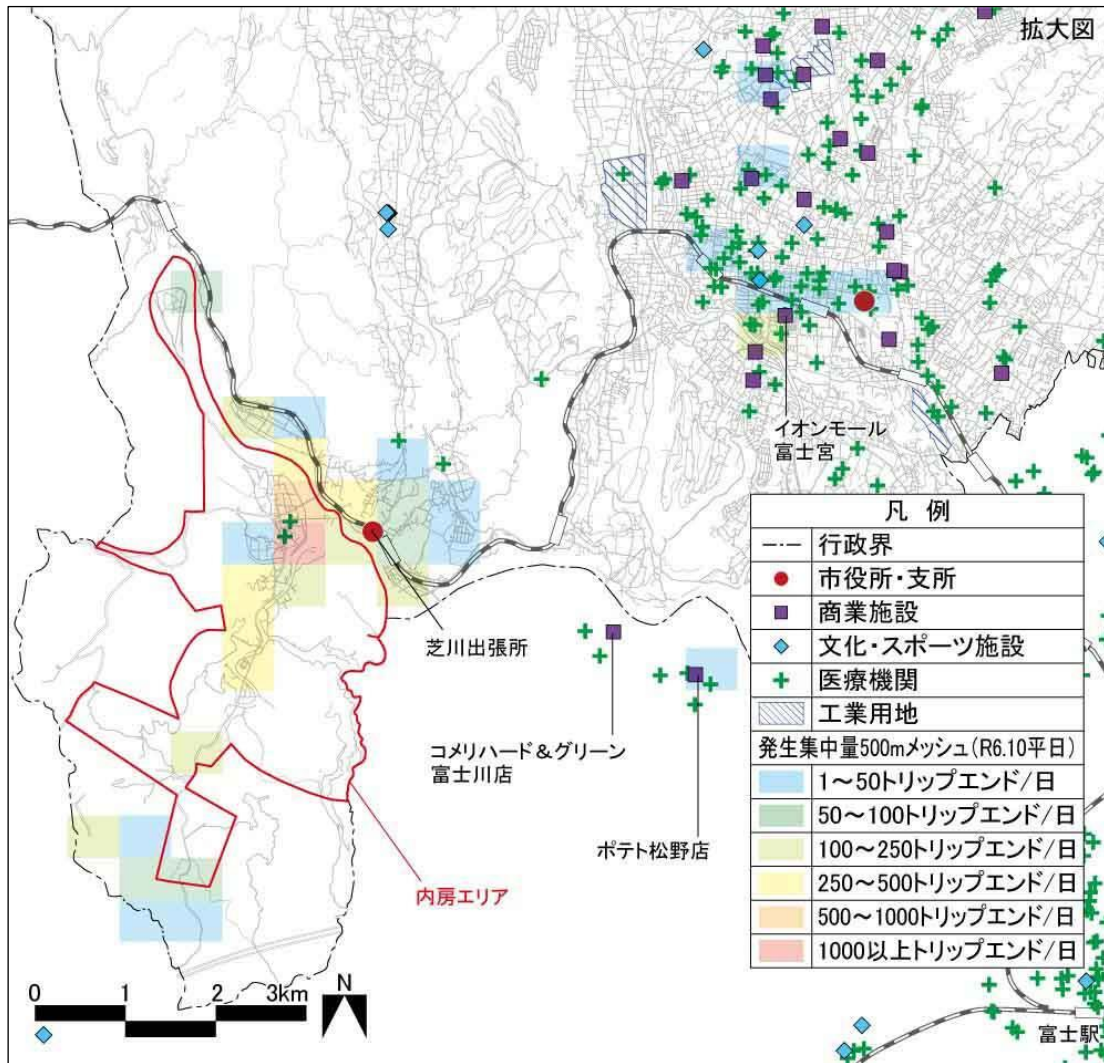 拡大図
イオンモール
富士宮
芝川出張所
コメリハード&グリーン
富士川店
ポテト松野店
内房エリア
凡 例
行政界
市役所・支所
商業施設
文化・スポーツ施設
医療機関
工業用地
発生集中量500mメッシュ(R6.10平日)
1~50トリップエンド/日
50~100トリップエンド/日
100~250トリップエンド/日
250~500トリップエンド/日
500~1000トリップエンド/日
1000以上トリップエンド/日
0 1 2 3km
N
富士駅